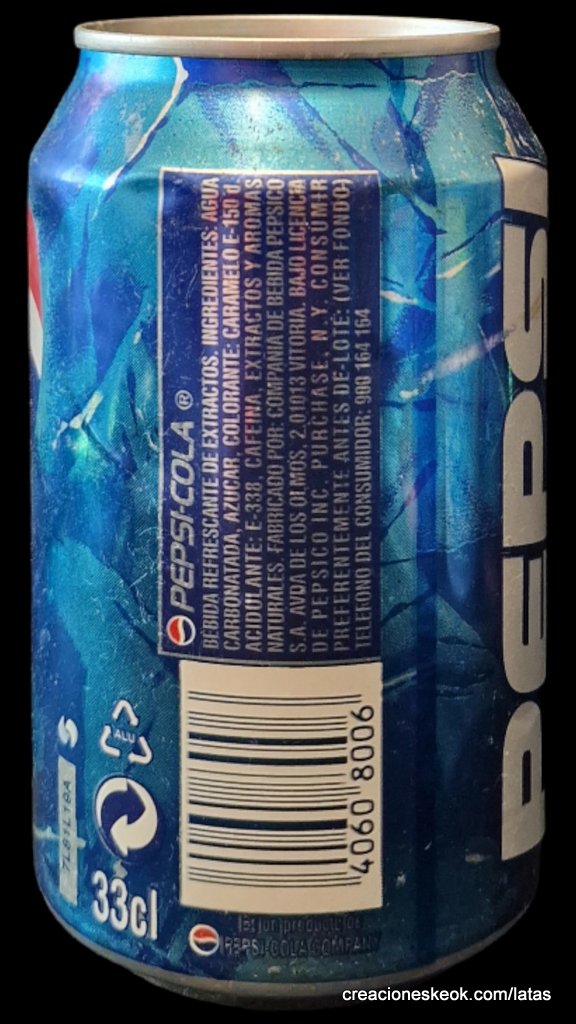 PEPSI-COLA ®
BEBIDA REFRESCANTE DE EXTRACTOS. INGREDIENTES: AGUA
CARBONATADA, AZUCAR, COLORANTE: CARAMELO E-150 d,
ACIDULANTE: E-338, CAFEINA, EXTRACTOS Y AROMAS
NATURALES. FABRICADO POR: COMPAÑIA DE BEBIDA PEPSICO
S.A. AVDA DE LOS OLMOS, 2. 01013 VITORIA. BAJO LICENCIA
DE PEPSICO INC. PURCHASE. N.Y. CONSUMIR
PREFERENTEMENTE ANTES DE-LOTE: (VER FONDO)
TELEFONO DEL CONSUMIDOR: 900 164 164
PEPSI
4060 8006
ALU
S
33cl
PEPSI-COLA COMPANY
creacioneskeok.com/latas